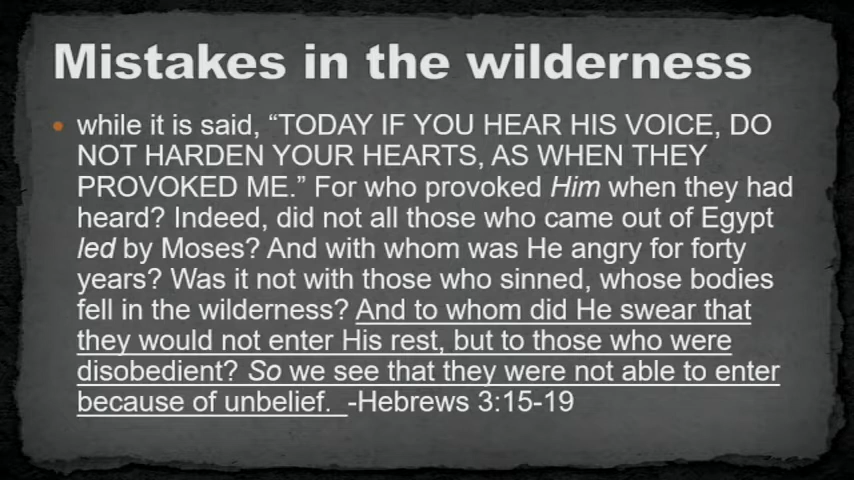 Mistakes in the wilderness
• while it is said, “TODAY IF YOU HEAR HIS VOICE, DO
NOT HARDEN YOUR HEARTS, AS WHEN THEY
PROVOKED ME.” For who provoked Him when they had
heard? Indeed, did not all those who came out of Egypt
led by Moses? And with whom was He angry for forty
years? Was it not with those who sinned, whose bodies
fell in the wilderness? And to whom did He swear that
they would not enter His rest, but to those who were
disobedient? So we see that they were not able to enter
because of unbelief. -Hebrews 3:15-19